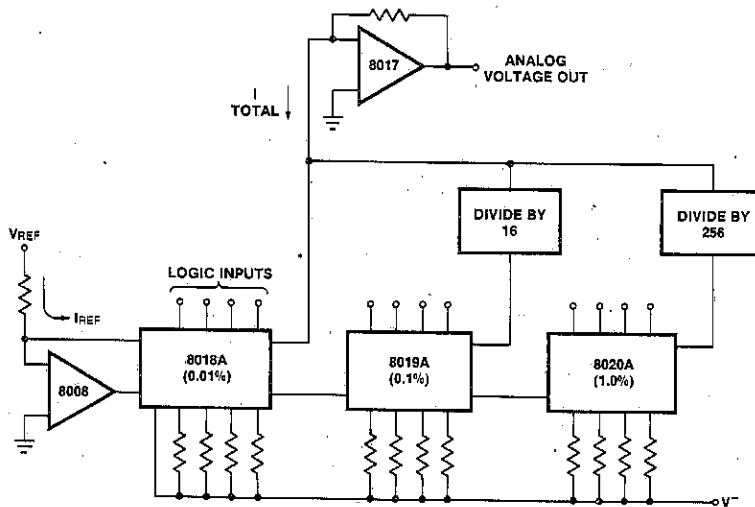 8017
ANALOG
VOLTAGE OUT
I
TOTAL
DIVIDE BY
16
DIVIDE BY
256
VREF
LOGIC INPUTS
IREF
8018A
(0.01%)
8019A
(0.1%)
8020A
(1.0%)
8008
V−